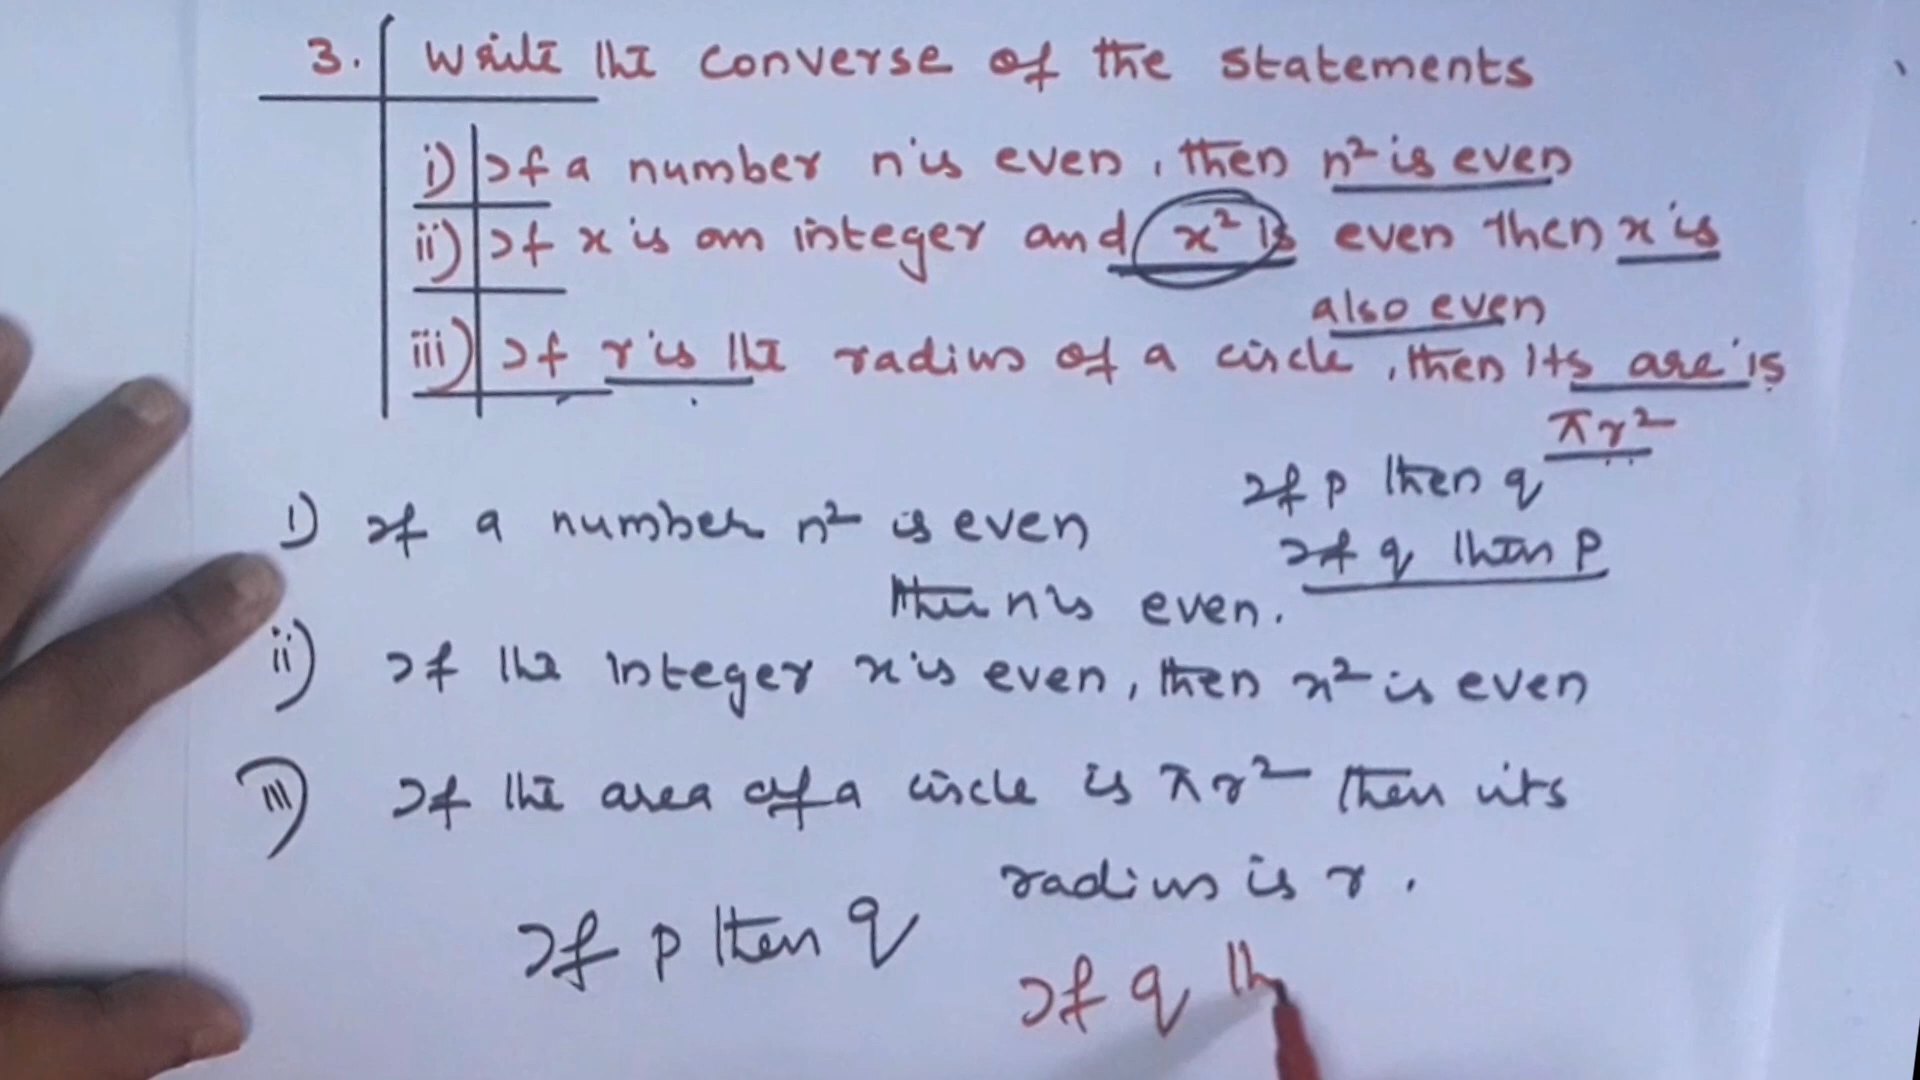 3. Write the converse of the statements
i) If a number n is even, then n² is even
ii) If x is an integer and x² is even then x is
also even
iii) If r is the radius of a circle, then its are is
πr²
If p then q
If q then p
i) If a number n² is even
then n is even.
ii) If the integer x is even, then x² is even
iii) If the area of a circle is πr² then its
radius is r.
If p then q
If q th